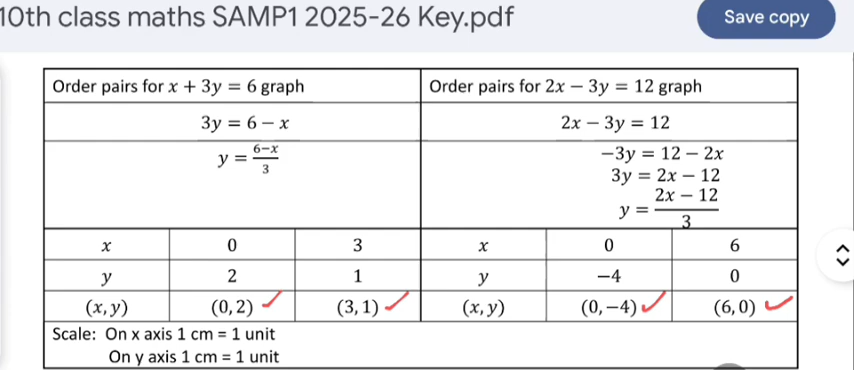 10th class maths SAMP1 2025-26 Key.pdf
Save copy
Order pairs for x + 3y = 6 graph
Order pairs for 2x − 3y = 12 graph
3y = 6 − x
2x − 3y = 12
y = (6−x)/3
−3y = 12 − 2x
3y = 2x − 12
y = (2x − 12)/3
x 0 3 x 0 6
y 2 1 y −4 0
(x, y) (0, 2) (3, 1) (x, y) (0, −4) (6, 0)
Scale: On x axis 1 cm = 1 unit
On y axis 1 cm = 1 unit